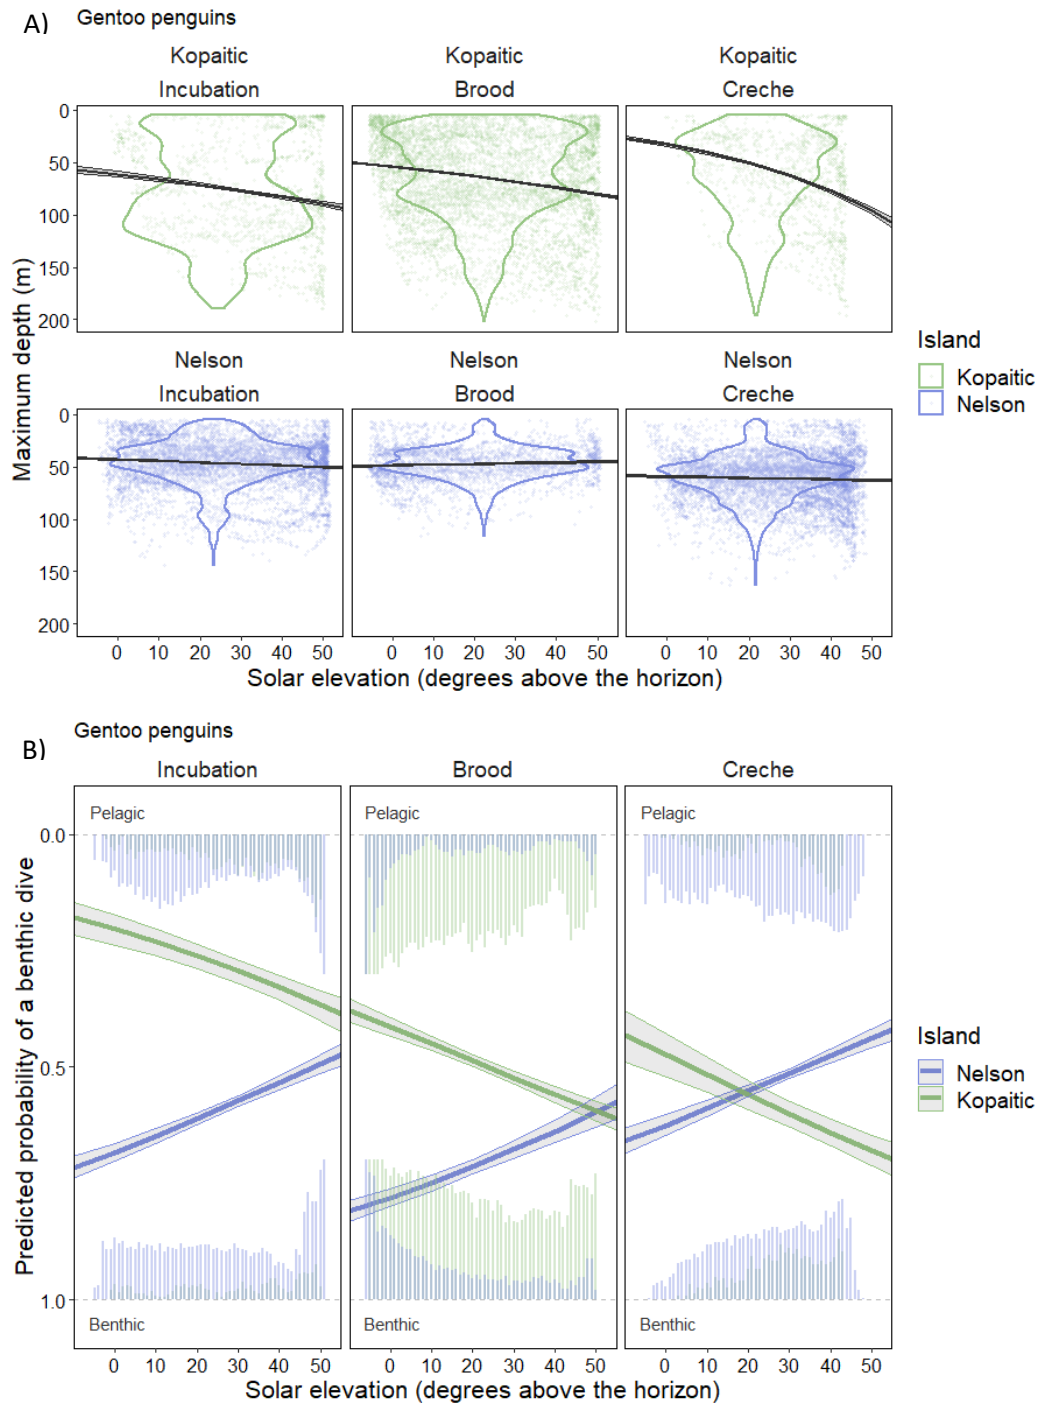 A)
Gentoo penguins
Kopaitic Kopaitic Kopaitic
Incubation Brood Creche
0
50
100
150
200
Nelson Nelson Nelson
Incubation Brood Creche
0
50
100
150
200
Maximum depth (m)
0 10 20 30 40 50 0 10 20 30 40 50 0 10 20 30 40 50
Solar elevation (degrees above the horizon)
Island
Kopaitic
Nelson
B)
Gentoo penguins
Incubation Brood Creche
Pelagic Pelagic Pelagic
0.0
0.5
1.0
Benthic Benthic Benthic
Predicted probability of a benthic dive
0 10 20 30 40 50 0 10 20 30 40 50 0 10 20 30 40 50
Solar elevation (degrees above the horizon)
Island
Nelson
Kopaitic